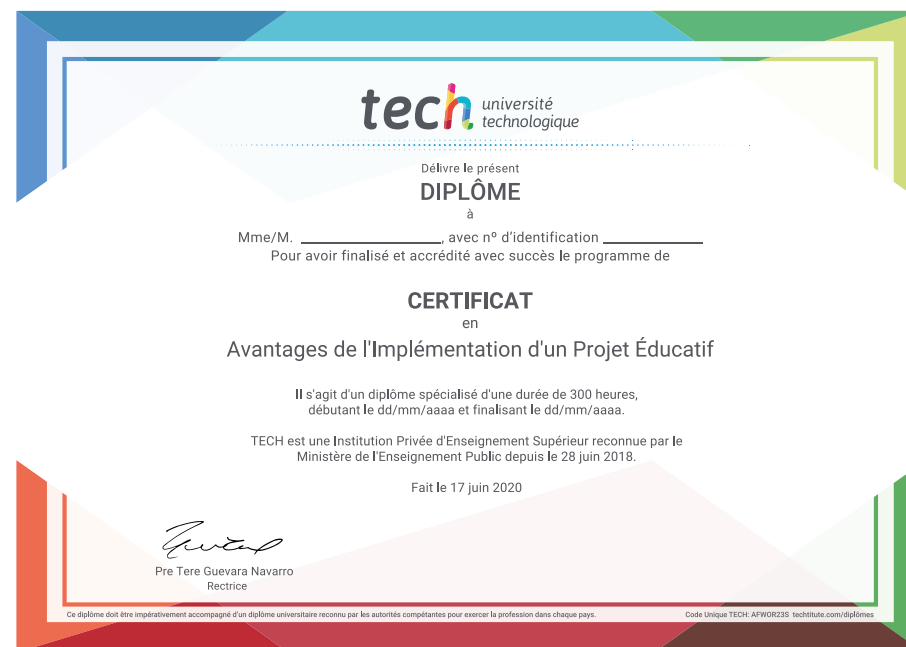 tech université
technologique
Délivre le présent
DIPLÔME
à
Mme/M. ____________________, avec nº d'identification ______________
Pour avoir finalisé et accrédité avec succès le programme de
CERTIFICAT
en
Avantages de l'Implémentation d'un Projet Éducatif
Il s'agit d'un diplôme spécialisé d'une durée de 300 heures,
débutant le dd/mm/aaaa et finalisant le dd/mm/aaaa.
TECH est une Institution Privée d'Enseignement Supérieur reconnue par le
Ministère de l'Enseignement Public depuis le 28 juin 2018.
Fait le 17 juin 2020
Pre Tere Guevara Navarro
Rectrice
Ce diplôme doit être impérativement accompagné d'un diplôme universitaire reconnu par les autorités compétentes pour exercer la profession dans chaque pays.
Code Unique TECH: AFWOR23S techtitute.com/diplômes